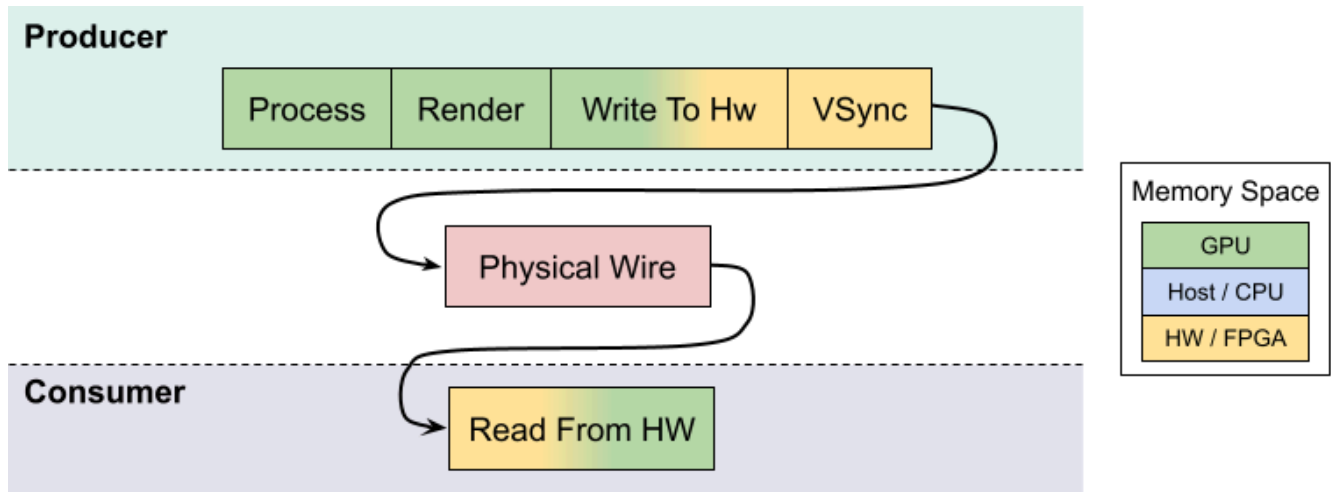 Producer
Process
Render
Write To Hw
VSync
Physical Wire
Memory Space
GPU
Host / CPU
HW / FPGA
Consumer
Read From HW